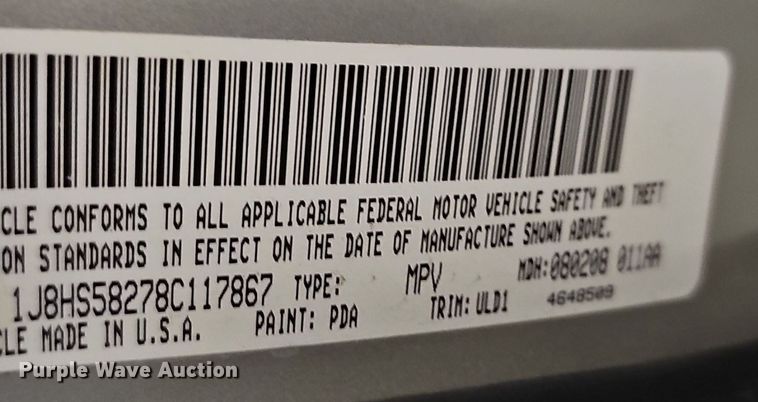 CLE CONFORMS TO ALL APPLICABLE FEDERAL MOTOR VEHICLE SAFETY AND THEFT
ON STANDARDS IN EFFECT ON THE DATE OF MANUFACTURE SHOWN ABOVE.
1J8HS58278C117867 TYPE: MPV MDH:080208 011AA
CLE MADE IN U.S.A. PAINT: PDA TRIM: ULD1 4648509
Purple Wave Auction